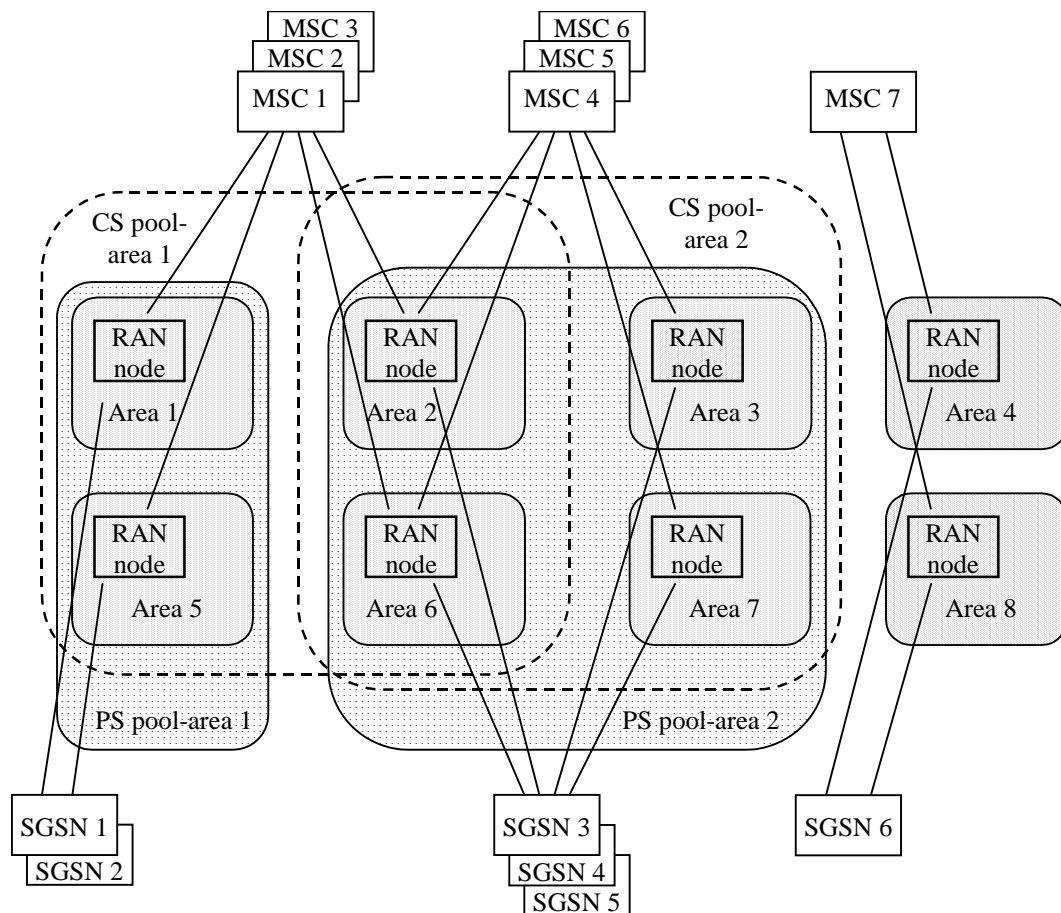 MSC 3
MSC 2
MSC 1
MSC 6
MSC 5
MSC 4
MSC 7
CS pool-
area 1
CS pool-
area 2
RAN
node
Area 1
RAN
node
Area 2
RAN
node
Area 3
RAN
node
Area 4
RAN
node
Area 5
RAN
node
Area 6
RAN
node
Area 7
RAN
node
Area 8
PS pool-area 1
PS pool-area 2
SGSN 1
SGSN 2
SGSN 3
SGSN 4
SGSN 5
SGSN 6